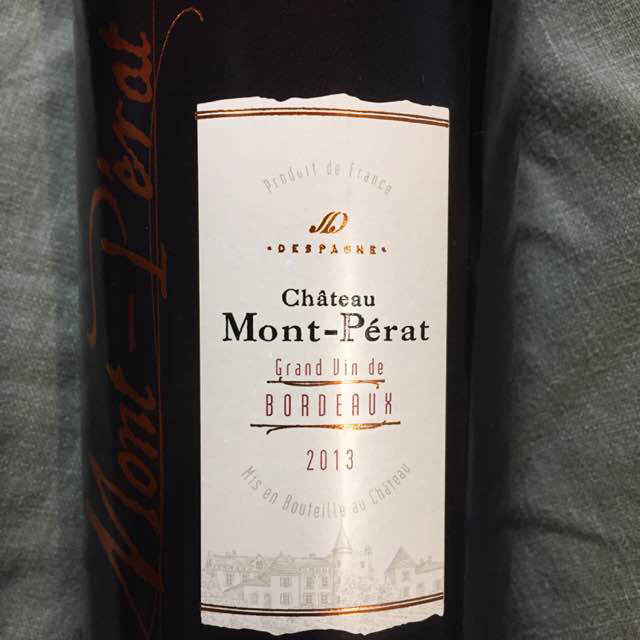 Mont-Pérat
Produit de France
JD
• DESPAGNE •
Château
Mont-Pérat
Grand Vin de
BORDEAUX
2013
Mis en Bouteille au Château